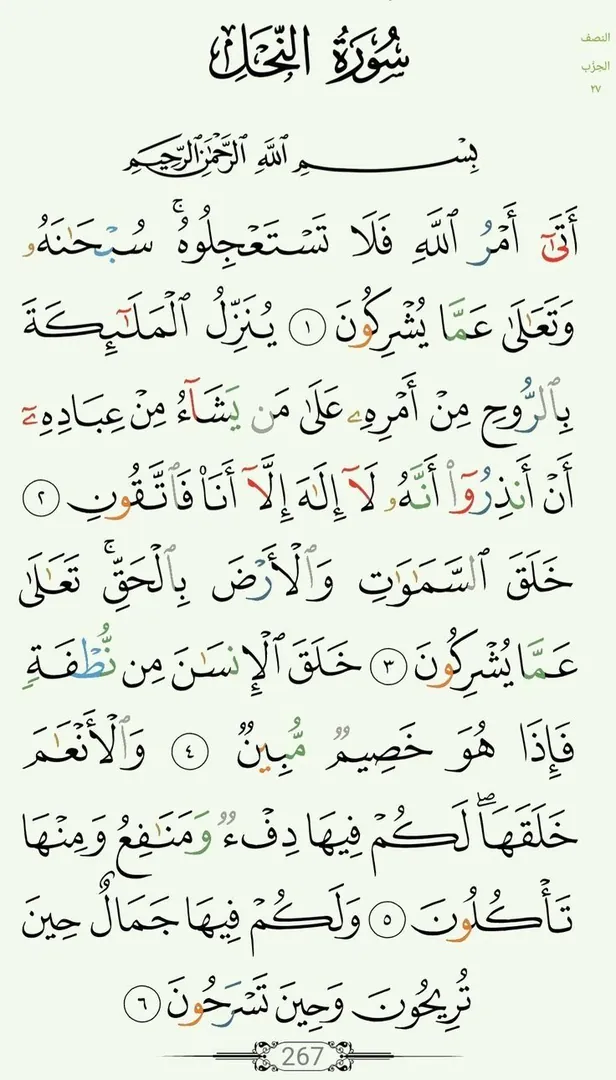 سُورَةُ النَّحۡلِ
النصف
الحِزۡب
٢٧
بِسۡمِ ٱللَّهِ ٱلرَّحۡمَٰنِ ٱلرَّحِيمِ
أَتَىٰٓ أَمۡرُ ٱللَّهِ فَلَا تَسۡتَعۡجِلُوهُۚ سُبۡحَٰنَهُۥ
وَتَعَٰلَىٰ عَمَّا يُشۡرِكُونَ ١ يُنَزِّلُ ٱلۡمَلَٰٓئِكَةَ
بِٱلرُّوحِ مِنۡ أَمۡرِهِۦ عَلَىٰ مَن يَشَآءُ مِنۡ عِبَادِهِۦٓ
أَنۡ أَنذِرُوٓاْ أَنَّهُۥ لَآ إِلَٰهَ إِلَّآ أَنَا۠ فَٱتَّقُونِ ٢
خَلَقَ ٱلسَّمَٰوَٰتِ وَٱلۡأَرۡضَ بِٱلۡحَقِّۚ تَعَٰلَىٰ
عَمَّا يُشۡرِكُونَ ٣ خَلَقَ ٱلۡإِنسَٰنَ مِن نُّطۡفَةٖ
فَإِذَا هُوَ خَصِيمٞ مُّبِينٞ ٤ وَٱلۡأَنۡعَٰمَ
خَلَقَهَاۖ لَكُمۡ فِيهَا دِفۡءٞ وَمَنَٰفِعُ وَمِنۡهَا
تَأۡكُلُونَ ٥ وَلَكُمۡ فِيهَا جَمَالٌ حِينَ
تُرِيحُونَ وَحِينَ تَسۡرَحُونَ ٦
267